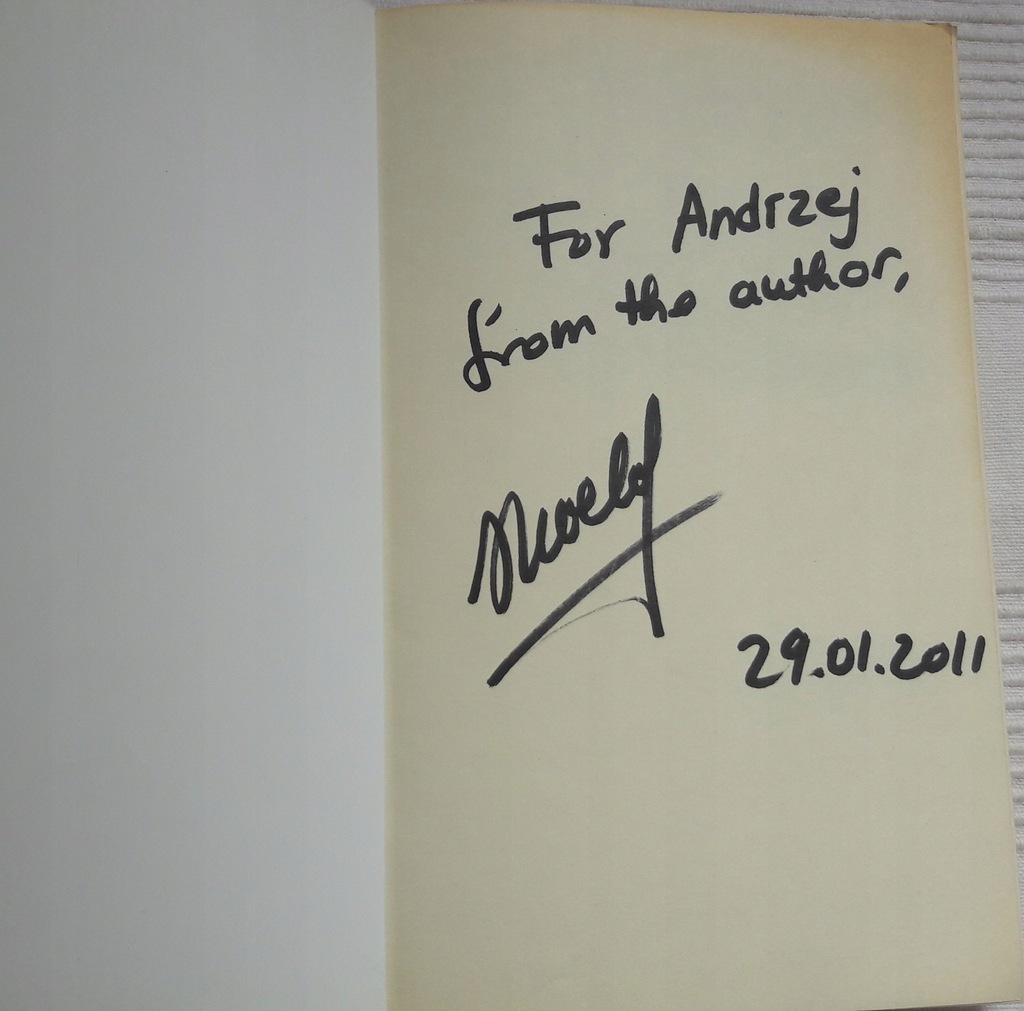 For Andrzej
from the author,
29.01.2011